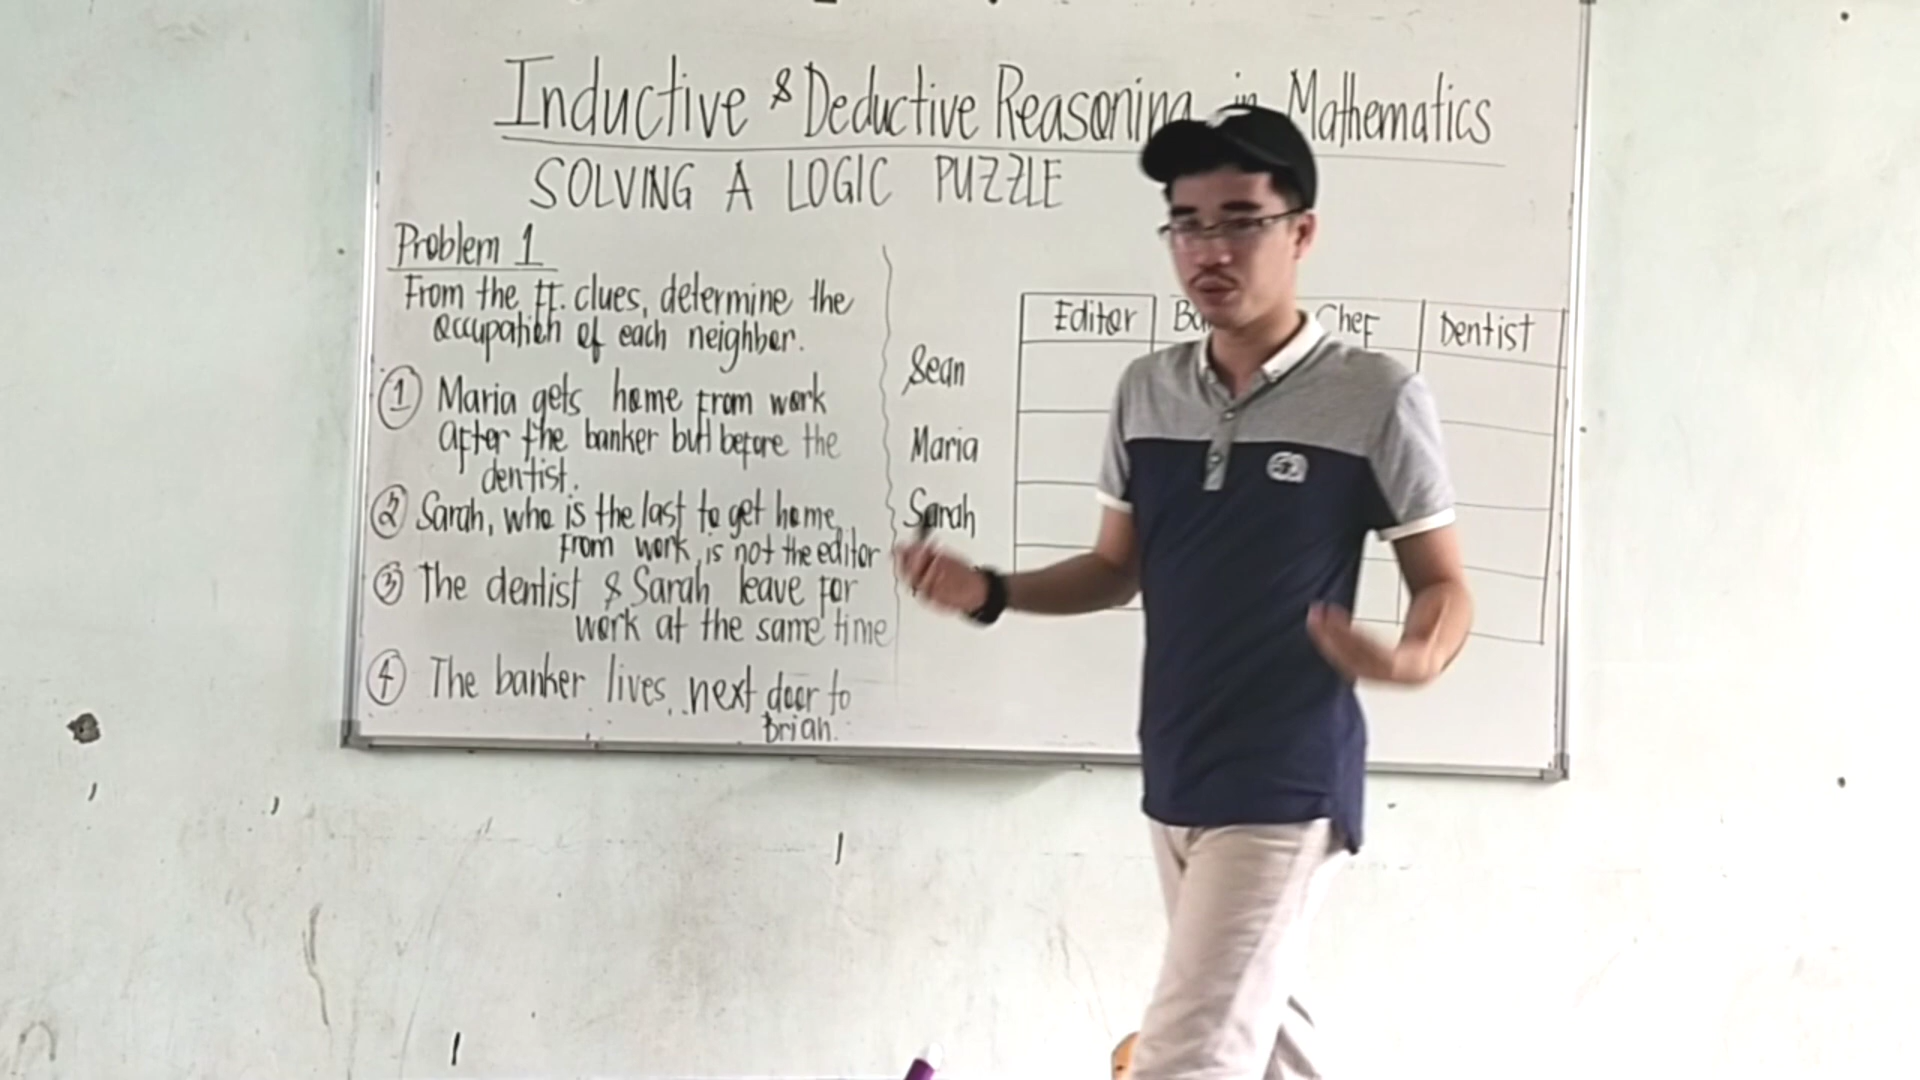 Inductive & Deductive Reasoning in Mathematics
SOLVING A LOGIC PUZZLE
Problem 1
From the ff. clues, determine the
occupation of each neighbor.
1 Maria gets home from work
after the banker but before the
dentist.
2 Sarah, who is the last to get home
from work, is not the editor
3 The dentist & Sarah leave for
work at the same time
4 The banker lives next door to
Brian.
Editor Chef Dentist
Sean
Maria
Sarah